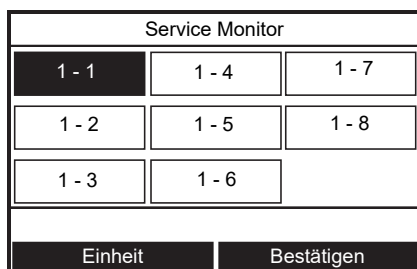 Service Monitor
1 - 1 1 - 4 1 - 7
1 - 2 1 - 5 1 - 8
1 - 3 1 - 6
Einheit Bestätigen